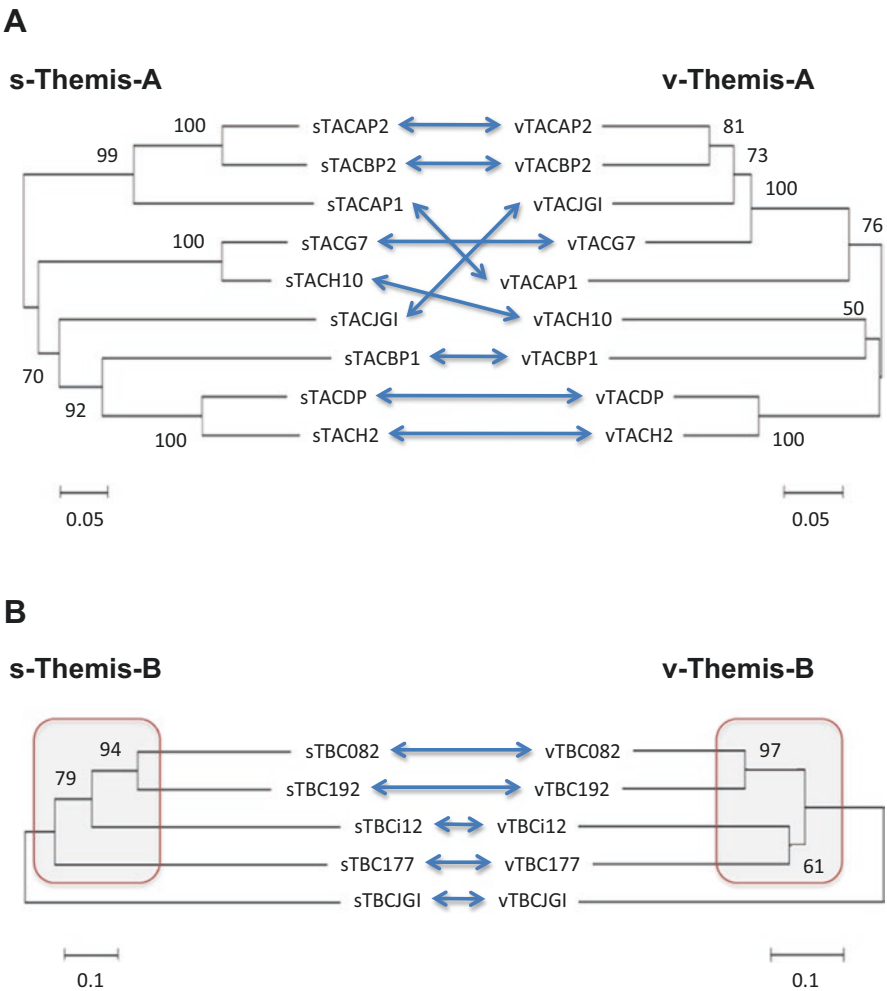 A
s-Themis-A v-Themis-A
100 sTACAP2 vTACAP2 81
99 sTACBP2 vTACBP2 73
sTACAP1 vTACJGI 100
100 sTACG7 vTACG7 76
sTACH10 vTACAP1
sTACJGI vTACH10 50
70 sTACBP1 vTACBP1
92 sTACDP vTACDP
100 sTACH2 vTACH2 100
0.05 0.05
B
s-Themis-B v-Themis-B
94 sTBC082 vTBC082 97
79 sTBC192 vTBC192
sTBCi12 vTBCi12
sTBC177 vTBC177 61
sTBCJGI vTBCJGI
0.1 0.1